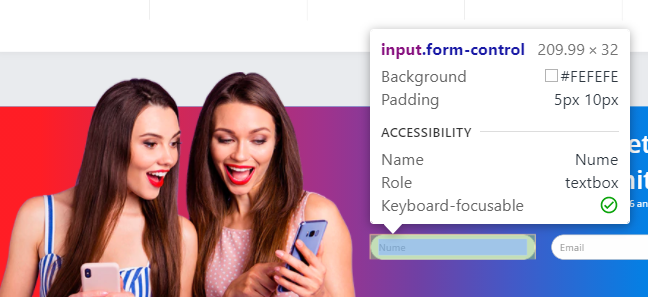 input.form-control 209.99 × 32
Background #FEFEFE
Padding 5px 10px
ACCESSIBILITY
Name Nume
Role textbox
Keyboard-focusable
Nume
Email